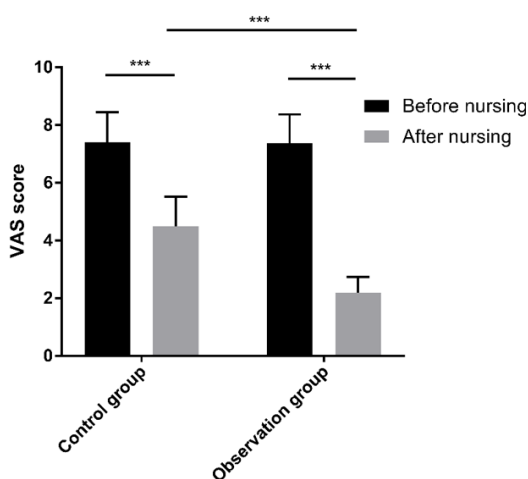 ***
*** ***
10
8
6
4
2
0
VAS score
Before nursing
After nursing
Control group
Observation group